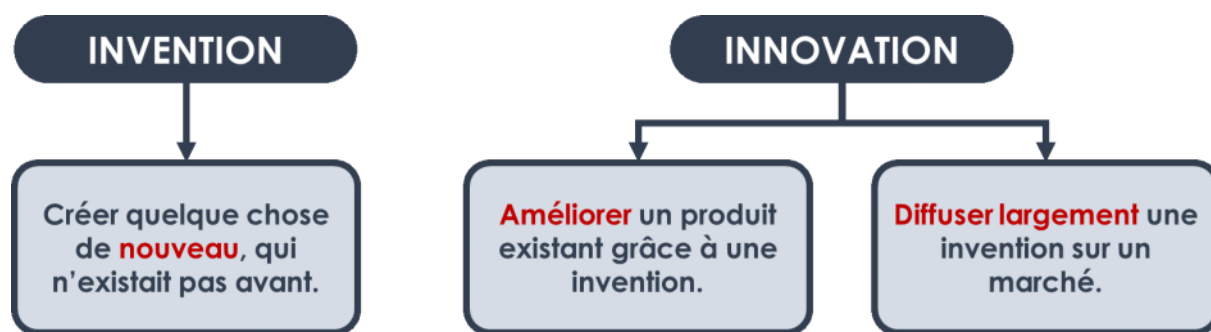 INVENTION
Créer quelque chose
de nouveau, qui
n’existait pas avant.
INNOVATION
Améliorer un produit
existant grâce à une
invention.
Diffuser largement une
invention sur un
marché.